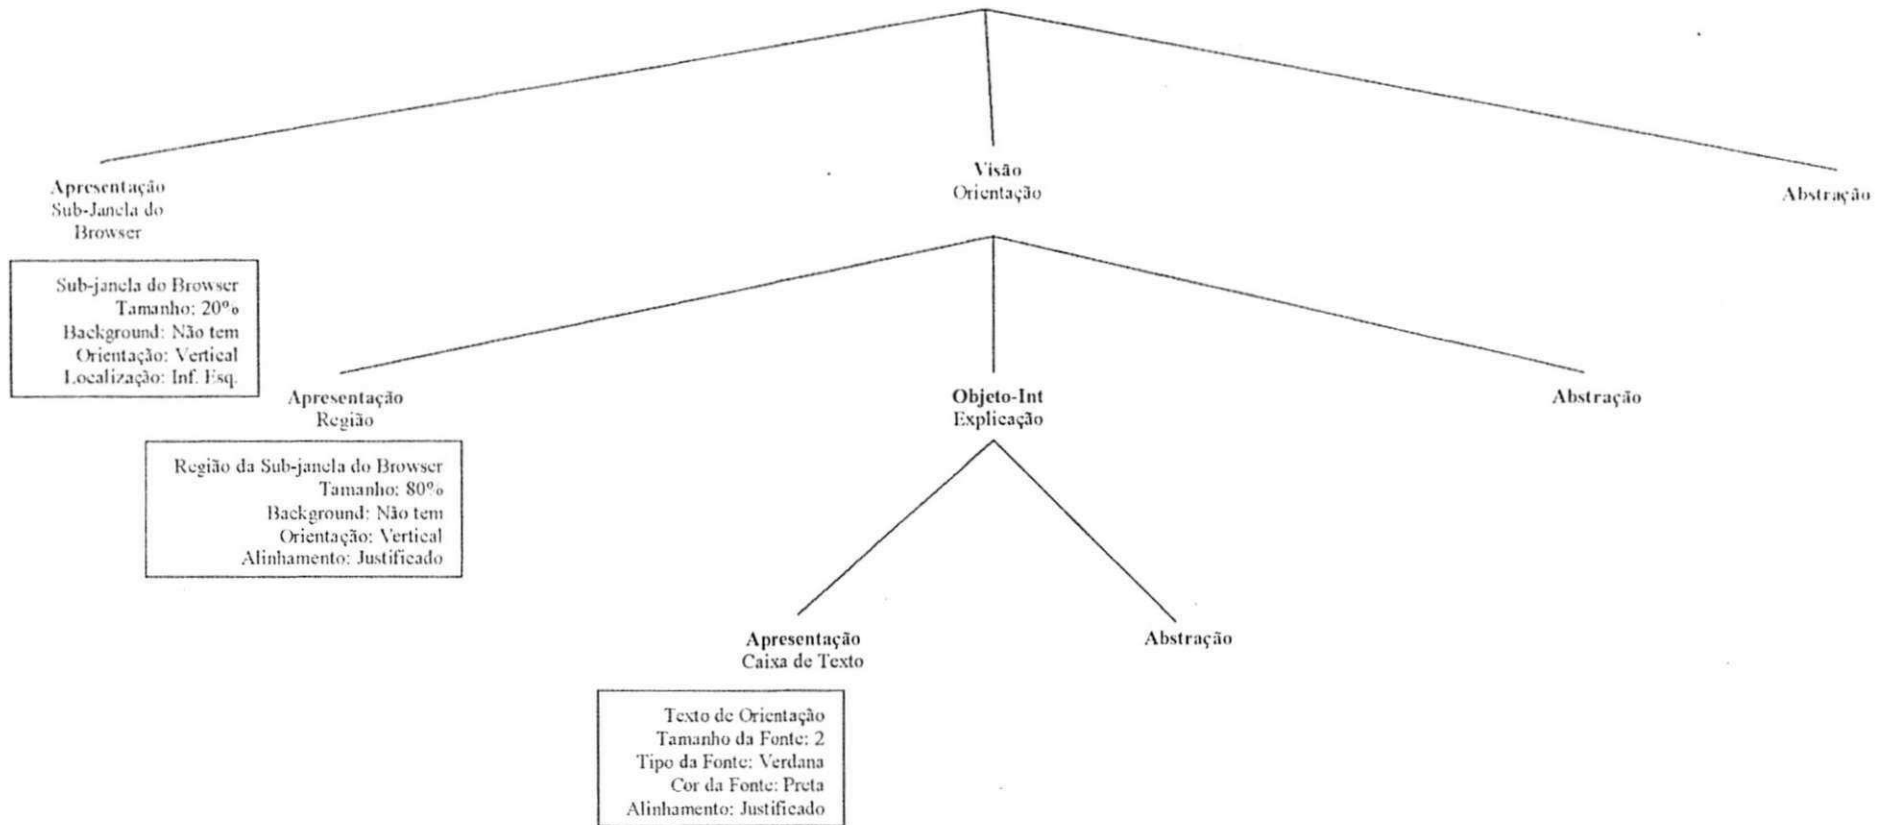 Apresentação
Sub-Janela do
Browser
Visão
Orientação
Abstração
Sub-janela do Browser
Tamanho: 20%
Background: Não tem
Orientação: Vertical
Localização: Inf. Esq.
Apresentação
Região
Objeto-Int
Explicação
Abstração
Região da Sub-janela do Browser
Tamanho: 80%
Background: Não tem
Orientação: Vertical
Alinhamento: Justificado
Apresentação
Caixa de Texto
Abstração
Texto de Orientação
Tamanho da Fonte: 2
Tipo da Fonte: Verdana
Cor da Fonte: Preta
Alinhamento: Justificado